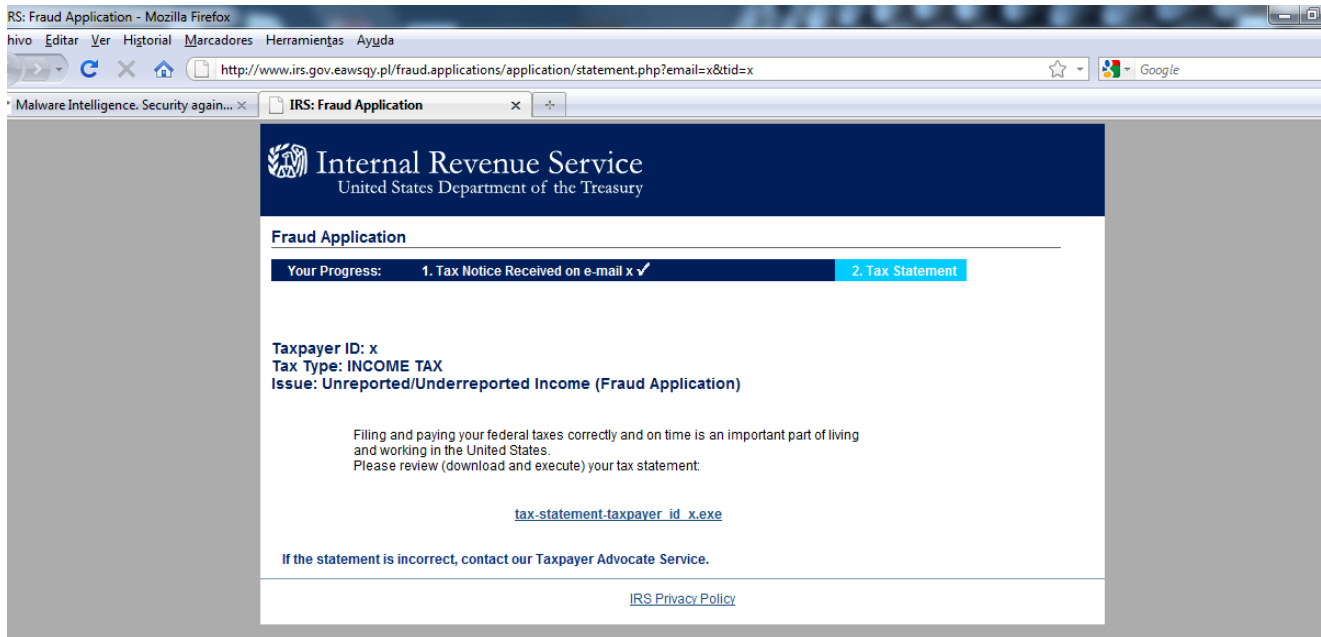 RS: Fraud Application - Mozilla Firefox
hivo Editar Ver Historial Marcadores Herramientas Ayuda
http://www.irs.gov.eawsqy.pl/fraud.applications/application/statement.php?email=x&tid=x Google
Malware Intelligence. Security again... IRS: Fraud Application
Internal Revenue Service
United States Department of the Treasury
Fraud Application
Your Progress: 1. Tax Notice Received on e-mail x ✓ 2. Tax Statement
Taxpayer ID: x
Tax Type: INCOME TAX
Issue: Unreported/Underreported Income (Fraud Application)
Filing and paying your federal taxes correctly and on time is an important part of living
and working in the United States.
Please review (download and execute) your tax statement:
tax-statement-taxpayer_id_x.exe
If the statement is incorrect, contact our Taxpayer Advocate Service.
IRS Privacy Policy